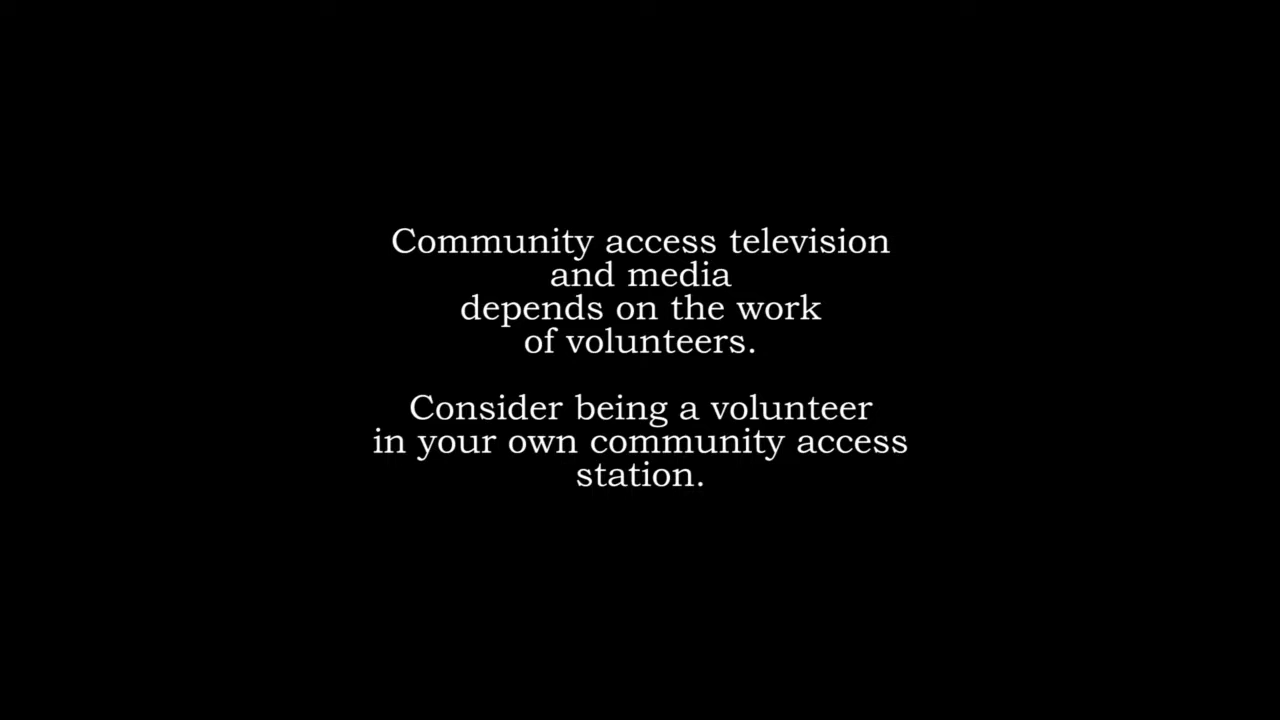 Community access television
and media
depends on the work
of volunteers.
Consider being a volunteer
in your own community access
station.